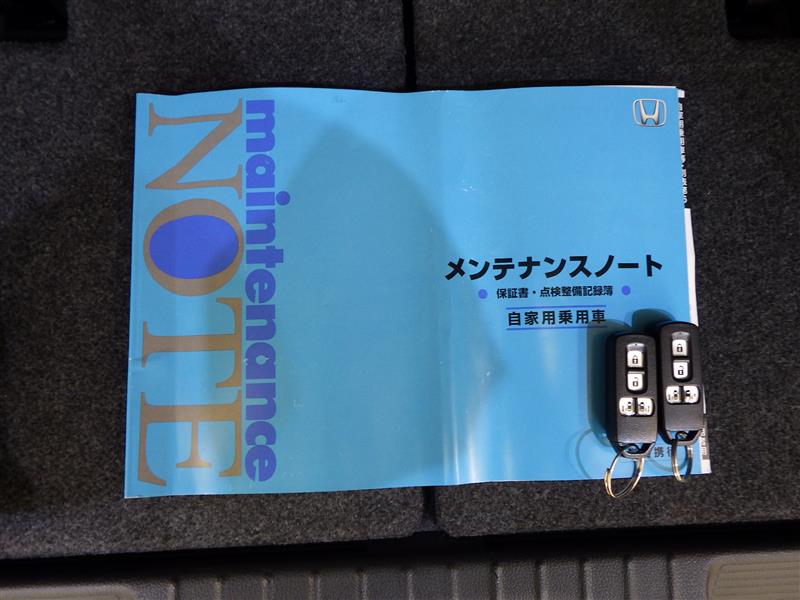 maintenance
NOTE
メンテナンスノート
保証書・点検整備記録簿
自家用乗用車
携